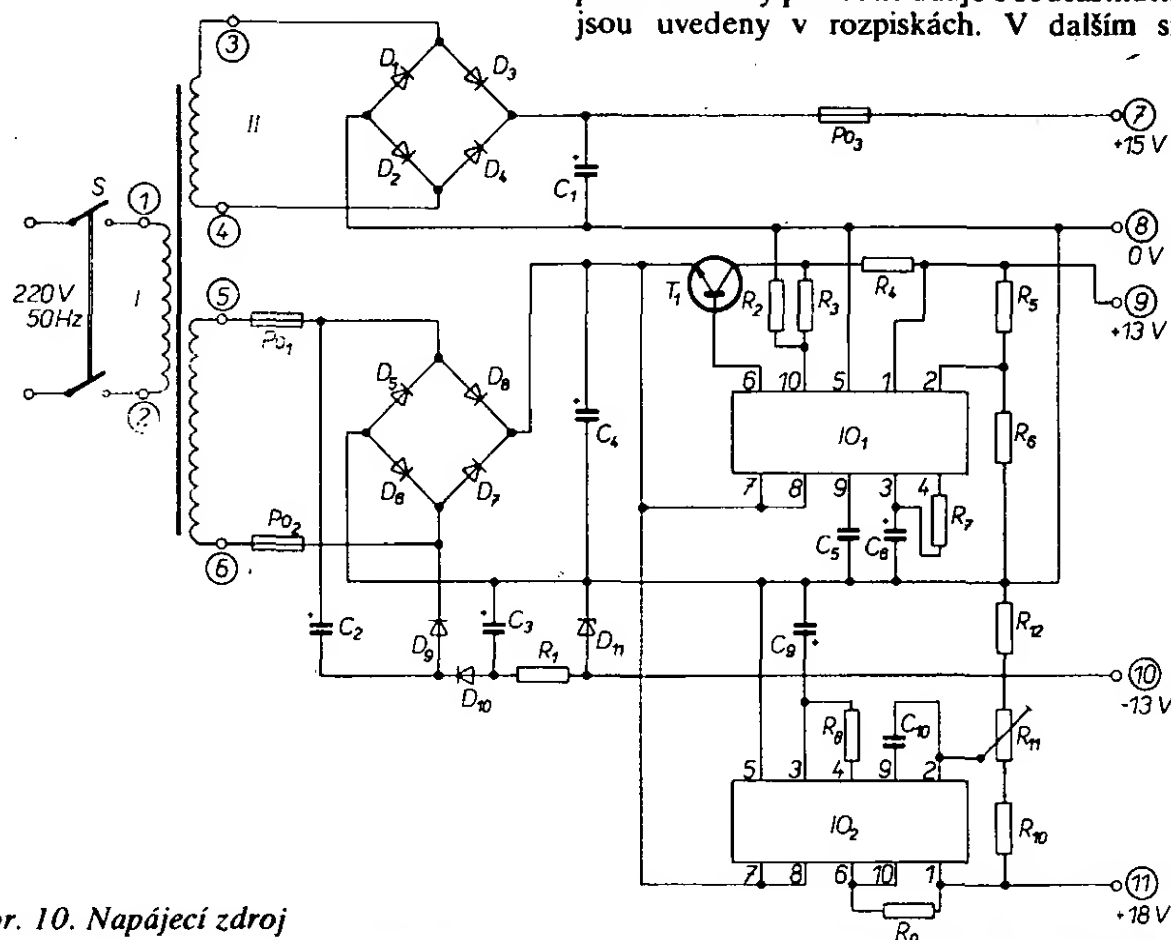 jsou uvedeny v rozpiskách. V dalším s
3
D1
D3
II
7
+15 V
Po3
D2
D4
C1
S
1
4
8
0 V
220 V
50 Hz
I
5
T1
R2
R3
R4
R5
9
+13 V
Po1
D5
D8
C4
6
10
5
1
2
IO1
R6
2
D6
D7
7
8
9
3
4
R7
Po2
C5
C6
6
C2
D9
C3
R1
D11
C9
R12
D10
10
-13 V
R8
C10
R11
5
3
4
9
2
IO2
R10
7
8
6
10
1
11
+18 V
R9
r. 10. Napájecí zdroj